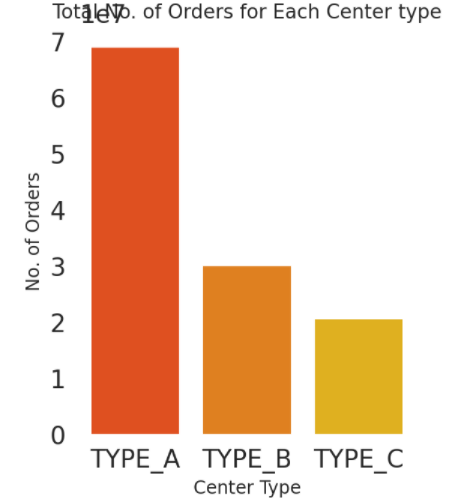 Total No. of Orders for Each Center type
1e7
7
6
5
4
3
2
1
0
No. of Orders
TYPE_A TYPE_B TYPE_C
Center Type